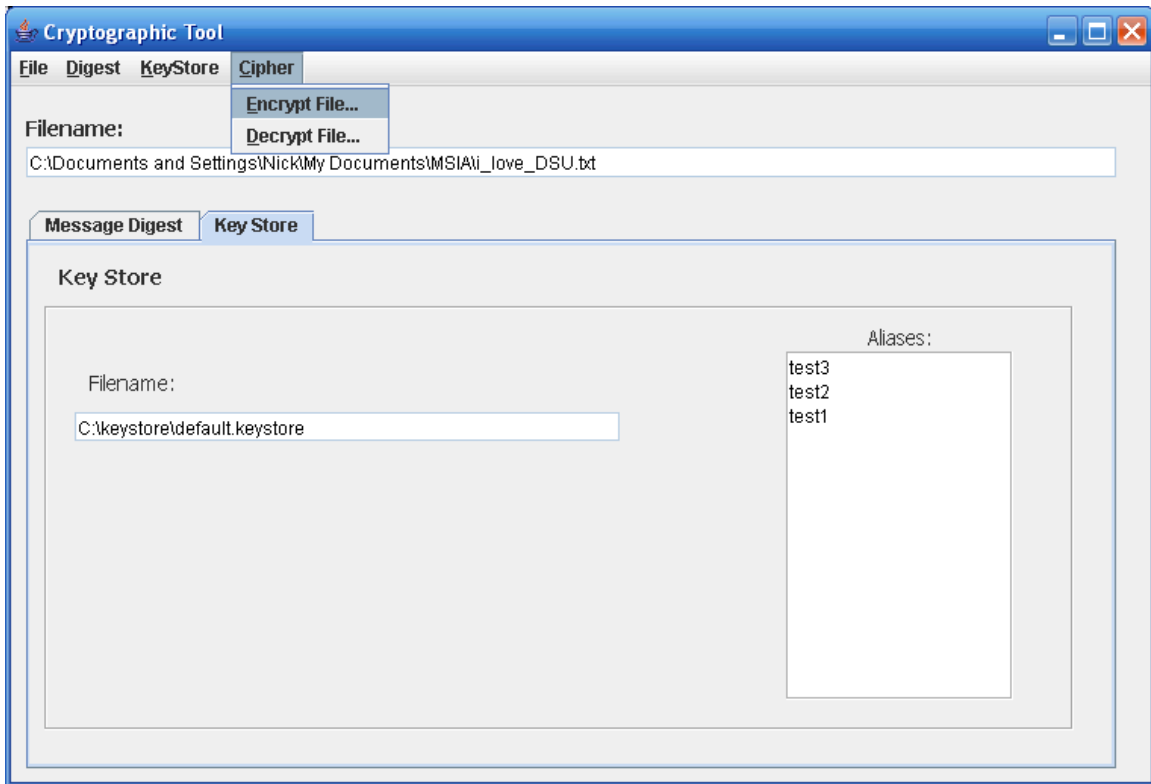 Cryptographic Tool
File Digest KeyStore Cipher
Encrypt File...
Decrypt File...
Filename:
C:\Documents and Settings\Nick\My Documents\MSIA\i_love_DSU.txt
Message Digest Key Store
Key Store
Aliases:
test3
test2
test1
Filename:
C:\keystore\default.keystore